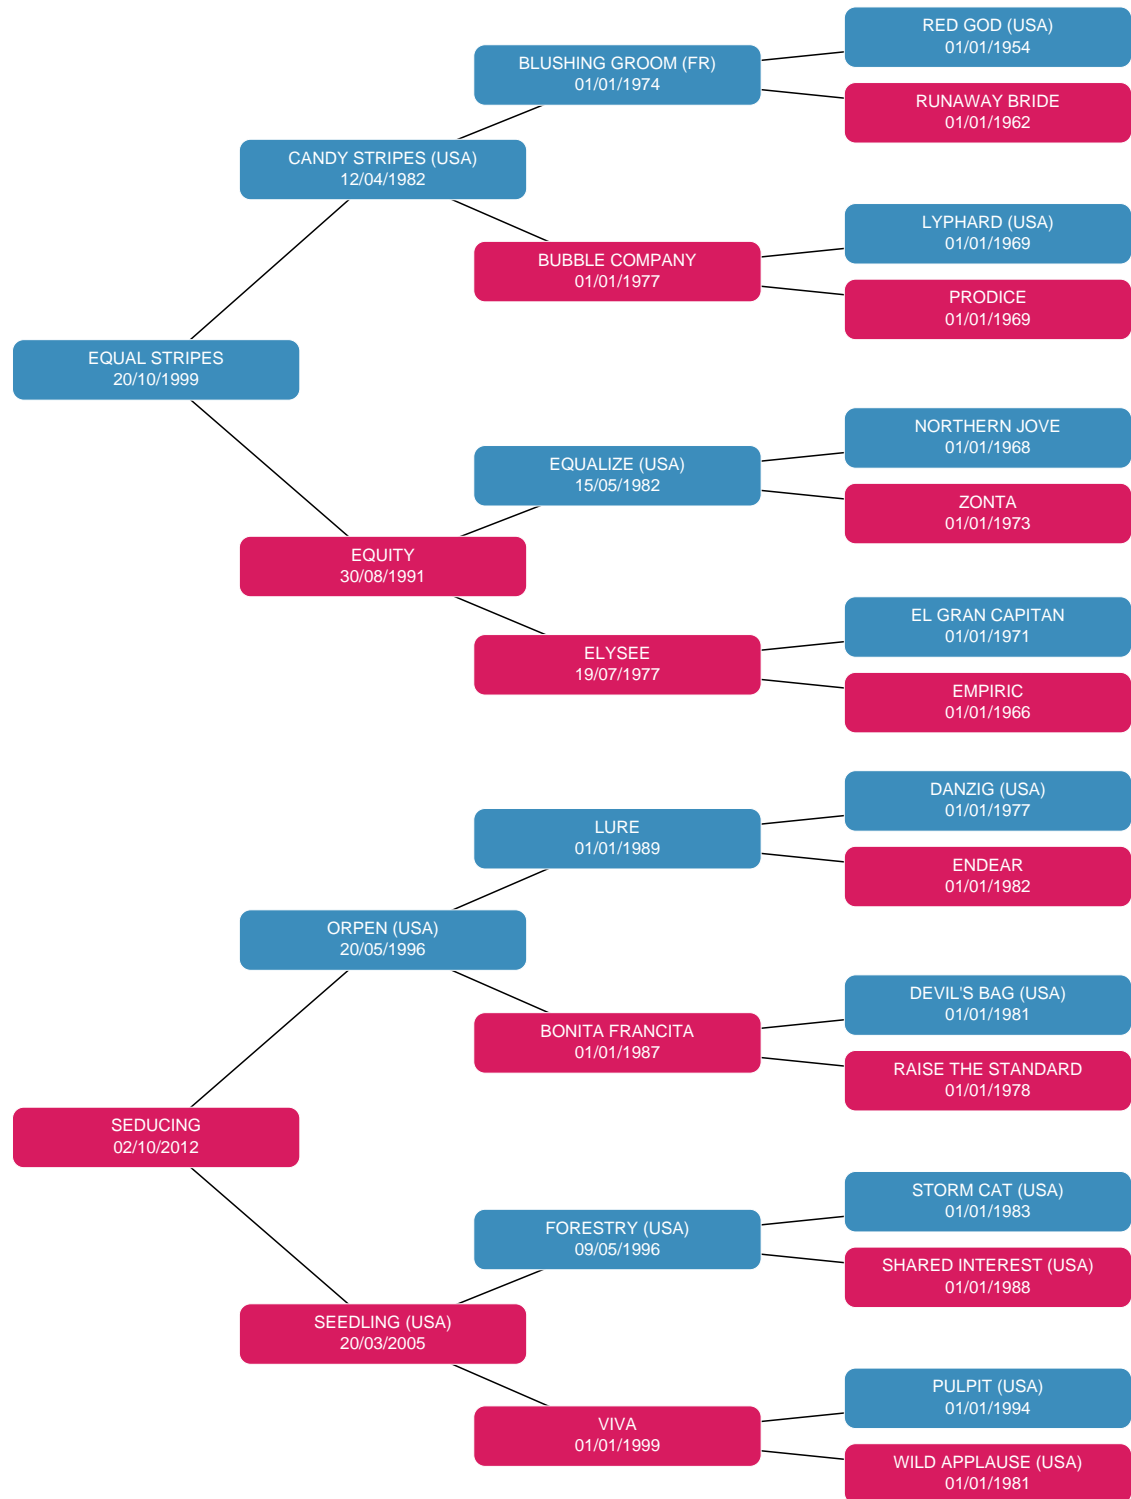 RED GOD (USA)
01/01/1954
BLUSHING GROOM (FR)
01/01/1974
RUNAWAY BRIDE
01/01/1962
CANDY STRIPES (USA)
12/04/1982
LYPHARD (USA)
01/01/1969
BUBBLE COMPANY
01/01/1977
PRODICE
01/01/1969
EQUAL STRIPES
20/10/1999
NORTHERN JOVE
01/01/1968
EQUALIZE (USA)
15/05/1982
ZONTA
01/01/1973
EQUITY
30/08/1991
EL GRAN CAPITAN
01/01/1971
ELYSEE
19/07/1977
EMPIRIC
01/01/1966
DANZIG (USA)
01/01/1977
LURE
01/01/1989
ENDEAR
01/01/1982
ORPEN (USA)
20/05/1996
DEVIL'S BAG (USA)
01/01/1981
BONITA FRANCITA
01/01/1987
RAISE THE STANDARD
01/01/1978
SEDUCING
02/10/2012
STORM CAT (USA)
01/01/1983
FORESTRY (USA)
09/05/1996
SHARED INTEREST (USA)
01/01/1988
SEEDLING (USA)
20/03/2005
PULPIT (USA)
01/01/1994
VIVA
01/01/1999
WILD APPLAUSE (USA)
01/01/1981